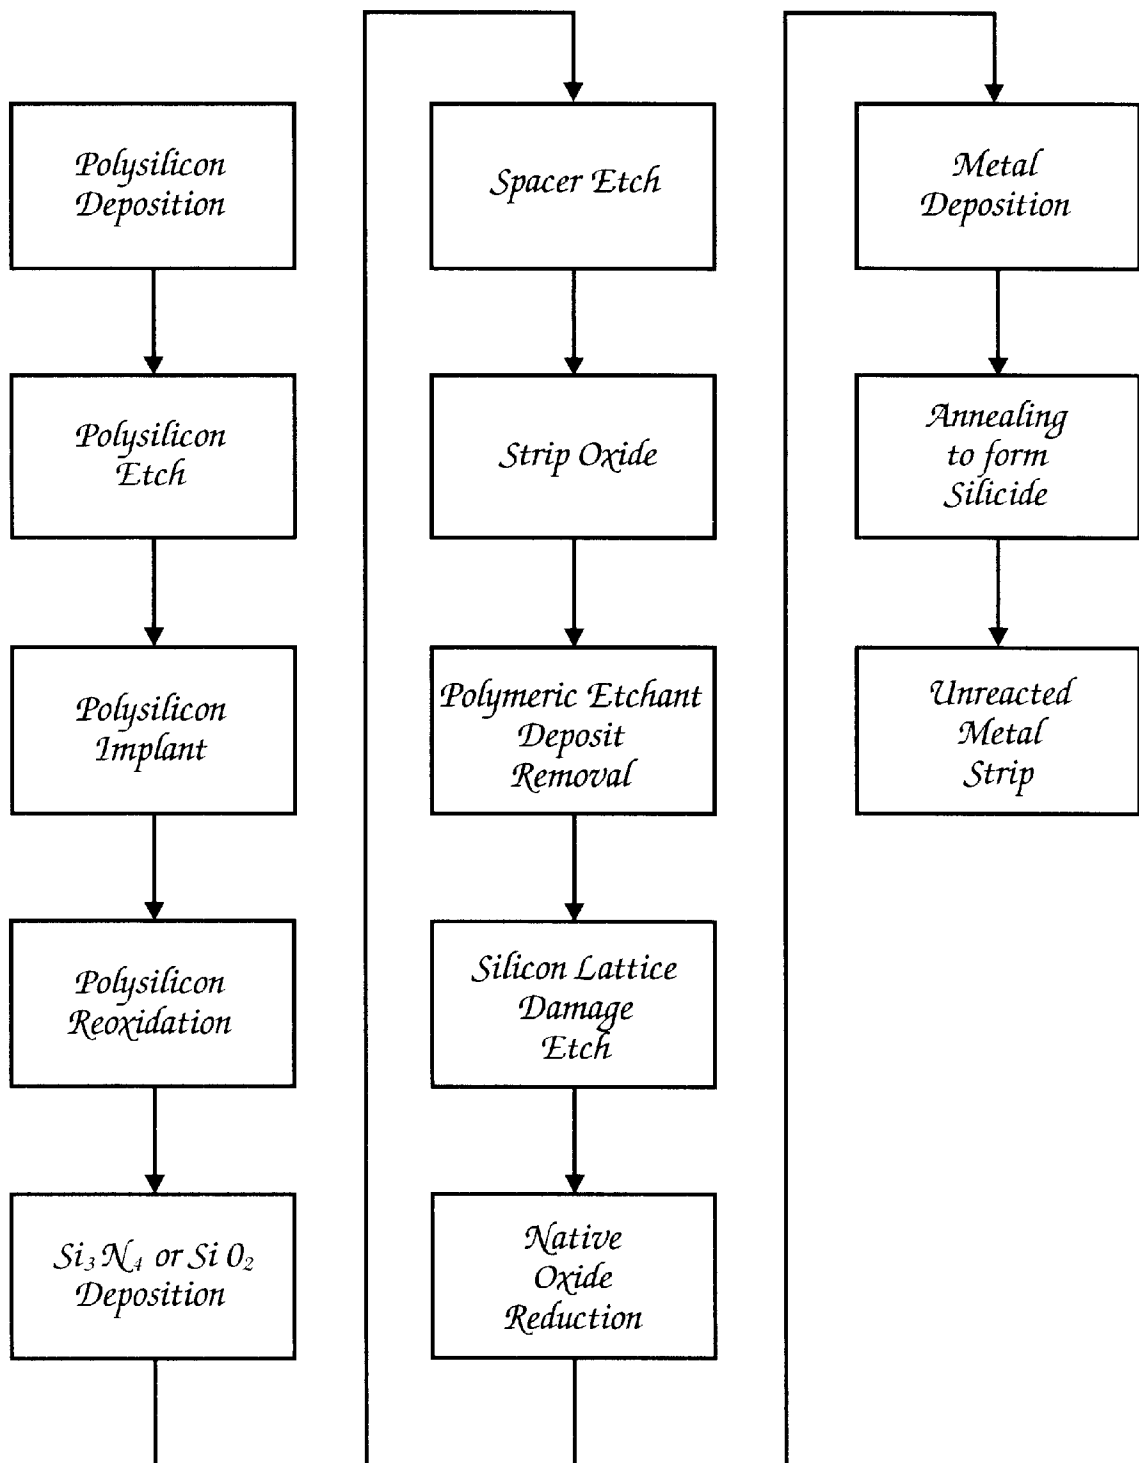 Polysilicon
Deposition
Polysilicon
Etch
Polysilicon
Implant
Polysilicon
Reoxidation
Si₃N₄ or Si O₂
Deposition
Spacer Etch
Strip Oxide
Polymeric Etchant
Deposit
Removal
Silicon Lattice
Damage
Etch
Native
Oxide
Reduction
Metal
Deposition
Annealing
to form
Silicide
Unreacted
Metal
Strip